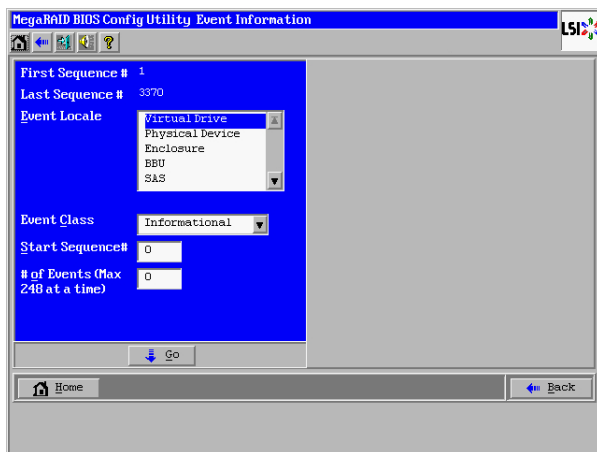 MegaRAID BIOS Config Utility Event Information
LSI
?
First Sequence # 1
Last Sequence # 3370
Event Locale
Virtual Drive
Physical Device
Enclosure
BBU
SAS
Event Class Informational
Start Sequence# 0
# of Events (Max 0
248 at a time)
Go
Home
Back